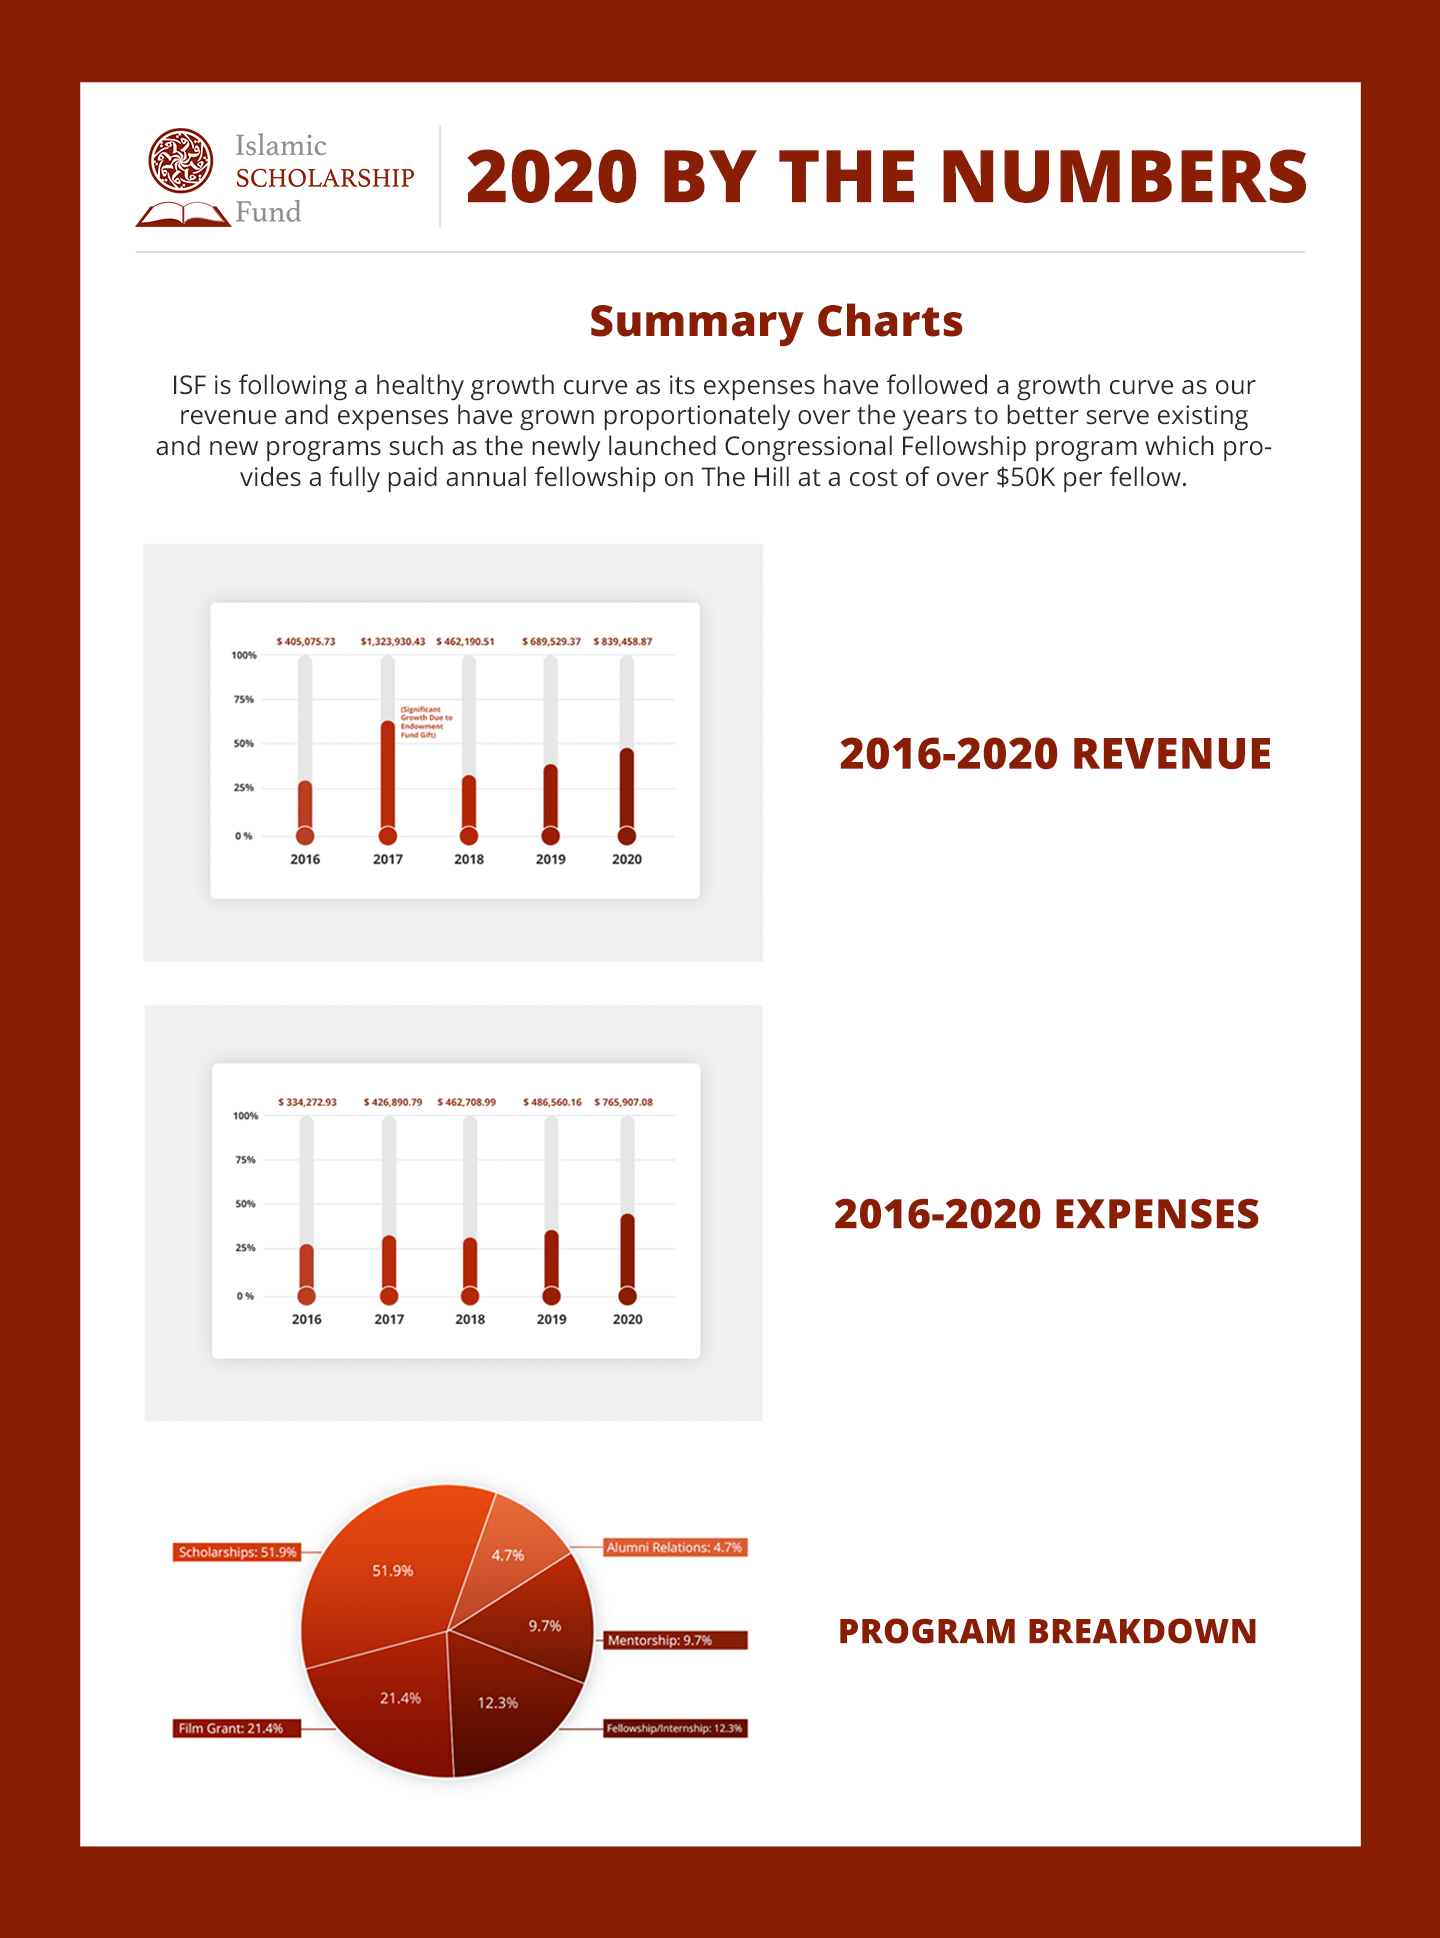 Islamic
SCHOLARSHIP
Fund
2020 BY THE NUMBERS
Summary Charts
ISF is following a healthy growth curve as its expenses have followed a growth curve as our
revenue and expenses have grown proportionately over the years to better serve existing
and new programs such as the newly launched Congressional Fellowship program which pro-
vides a fully paid annual fellowship on The Hill at a cost of over $50K per fellow.
$ 405,075.73 $1,323,930.43 $ 462,190.51 $ 689,529.37 $ 839,458.87
100%
75%
(Significant
Growth Due to
Endowment
Fund Gift)
50%
25%
0 %
2016 2017 2018 2019 2020
2016-2020 REVENUE
$ 334,272.93 $ 426,890.79 $ 462,708.99 $ 486,560.16 $ 765,907.08
100%
75%
50%
25%
0 %
2016 2017 2018 2019 2020
2016-2020 EXPENSES
Scholarships: 51.9%
51.9%
4.7%
Alumni Relations: 4.7%
9.7%
Mentorship: 9.7%
21.4%
12.3%
Film Grant: 21.4%
Fellowship/Internship: 12.3%
PROGRAM BREAKDOWN